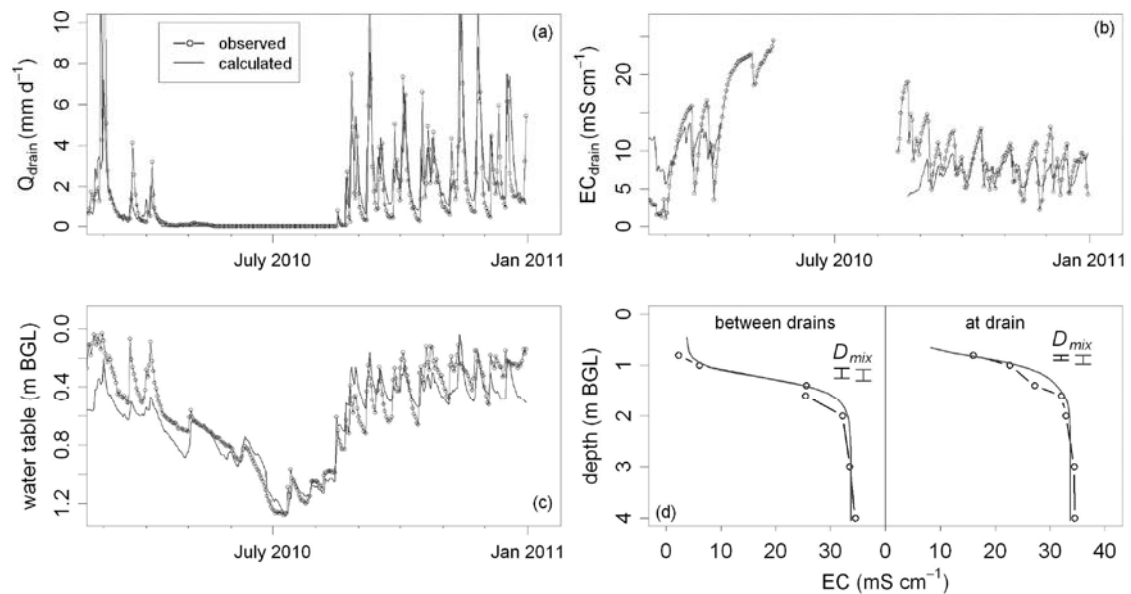 (a)
observed
calculated
Q_drain (mm d⁻¹)
10
8
6
4
2
0
July 2010
Jan 2011
(b)
EC_drain (mS cm⁻¹)
20
10
5
0
July 2010
Jan 2011
(c)
water table (m BGL)
0.0
0.4
0.8
1.2
July 2010
Jan 2011
(d)
between drains
D_mix
at drain
D_mix
depth (m BGL)
0
1
2
3
4
0
10
20
30
0
10
20
30
40
EC (mS cm⁻¹)